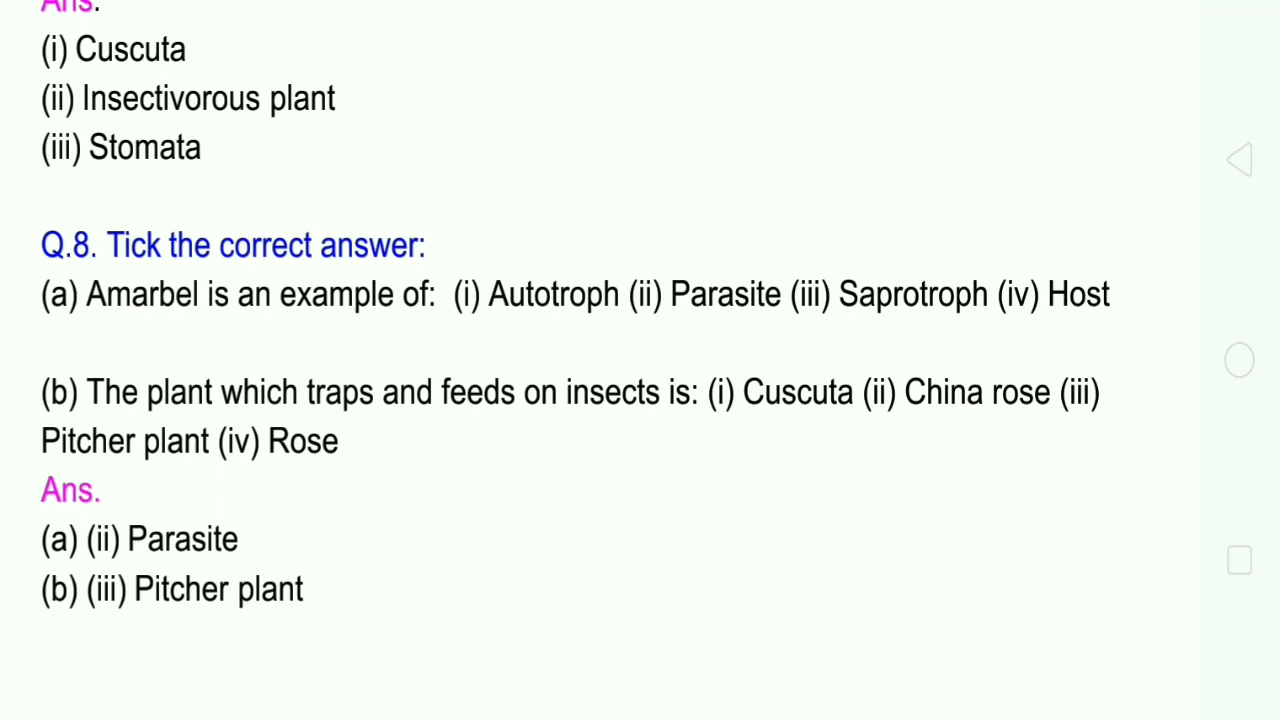 Ans.
(i) Cuscuta
(ii) Insectivorous plant
(iii) Stomata
Q.8. Tick the correct answer:
(a) Amarbel is an example of:  (i) Autotroph (ii) Parasite (iii) Saprotroph (iv) Host
(b) The plant which traps and feeds on insects is: (i) Cuscuta (ii) China rose (iii)
Pitcher plant (iv) Rose
Ans.
(a) (ii) Parasite
(b) (iii) Pitcher plant